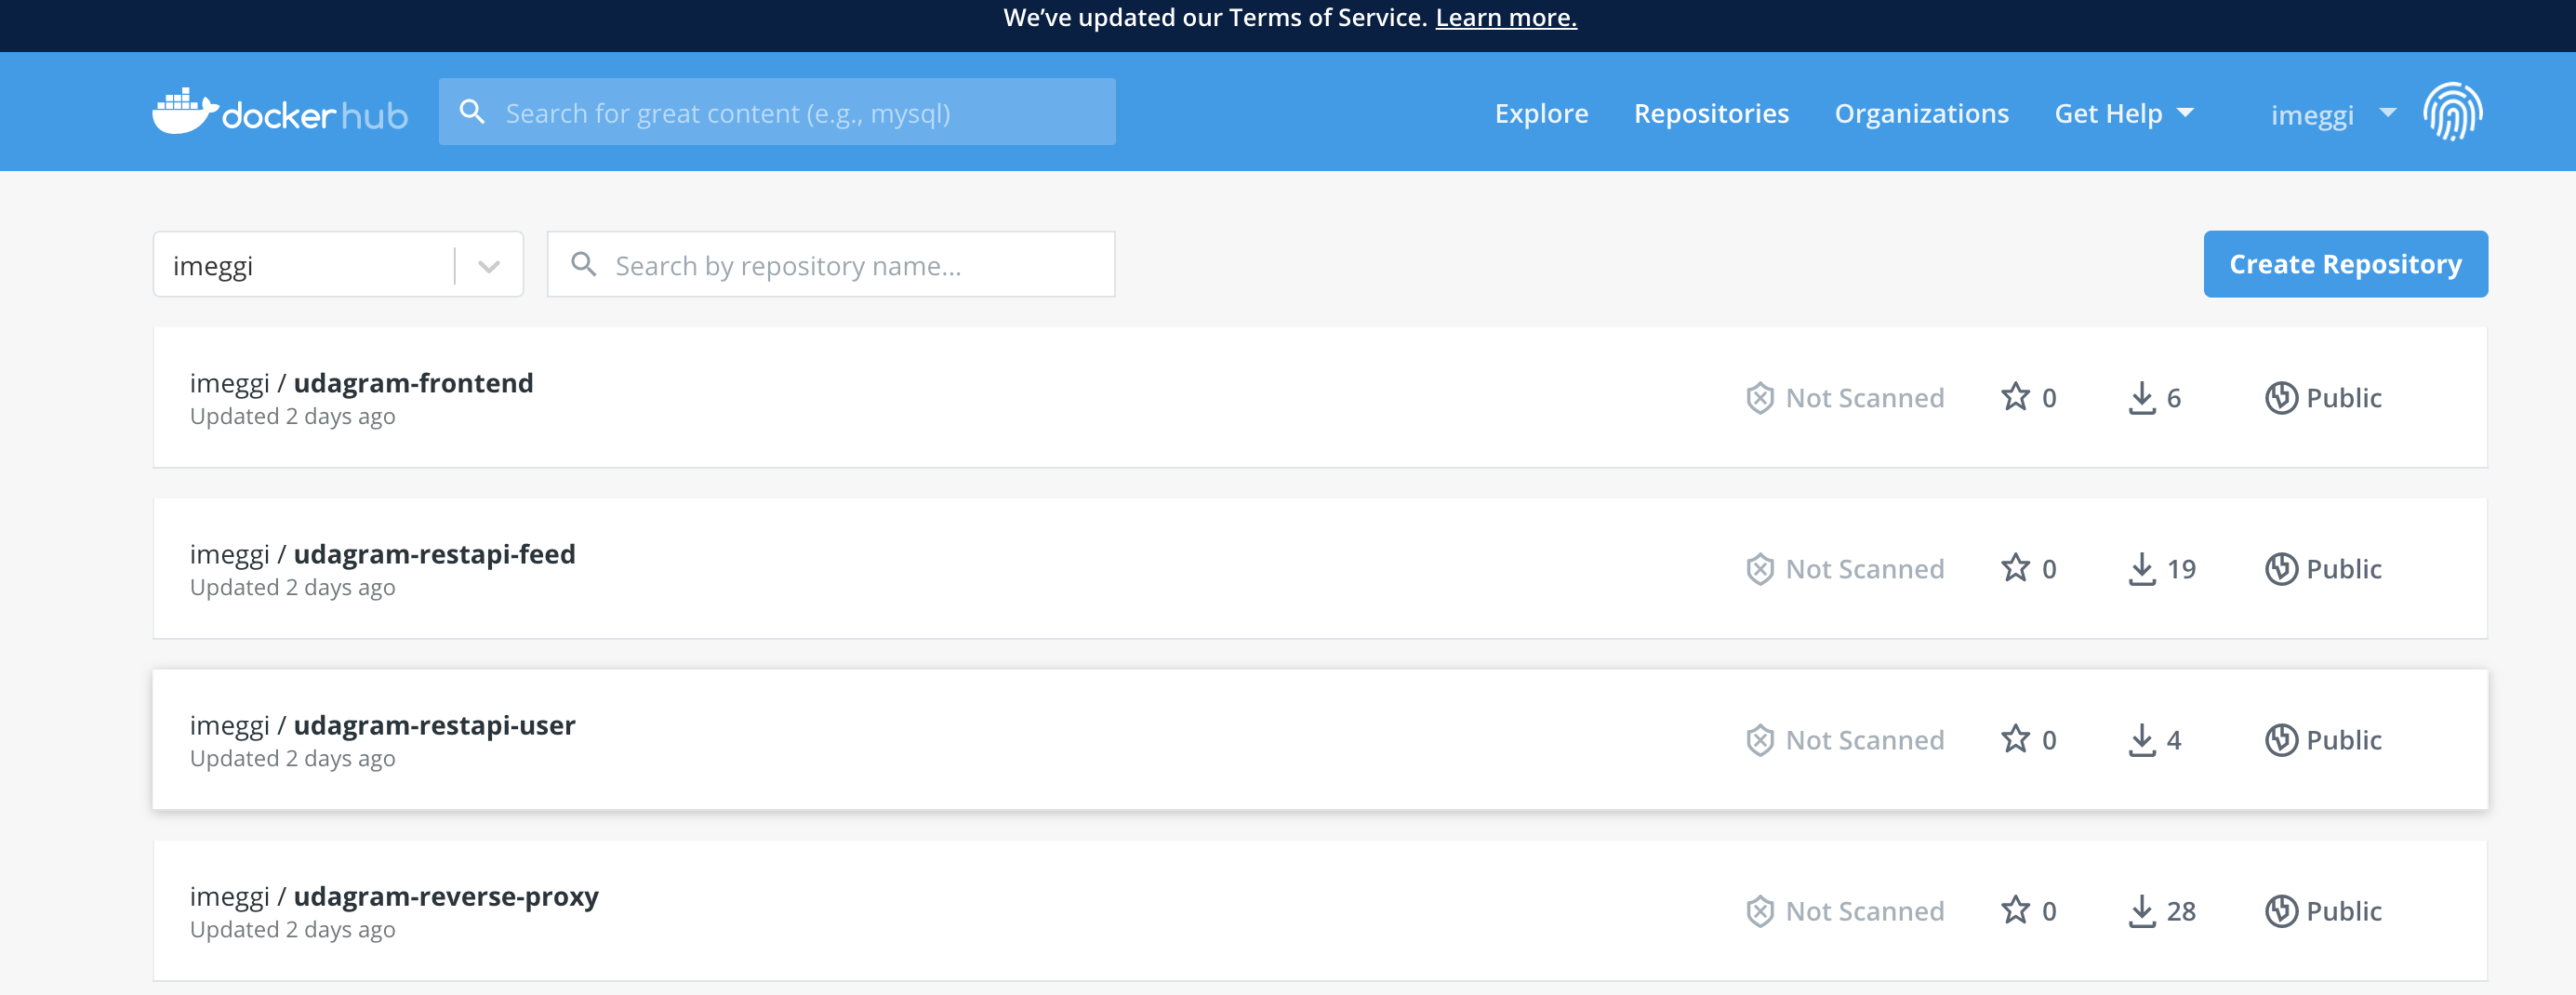 We've updated our Terms of Service. Learn more.
docker hub
Search for great content (e.g., mysql)
Explore Repositories Organizations Get Help imeggi
imeggi
Search by repository name...
Create Repository
imeggi / udagram-frontend
Updated 2 days ago
Not Scanned 0 6 Public
imeggi / udagram-restapi-feed
Updated 2 days ago
Not Scanned 0 19 Public
imeggi / udagram-restapi-user
Updated 2 days ago
Not Scanned 0 4 Public
imeggi / udagram-reverse-proxy
Updated 2 days ago
Not Scanned 0 28 Public